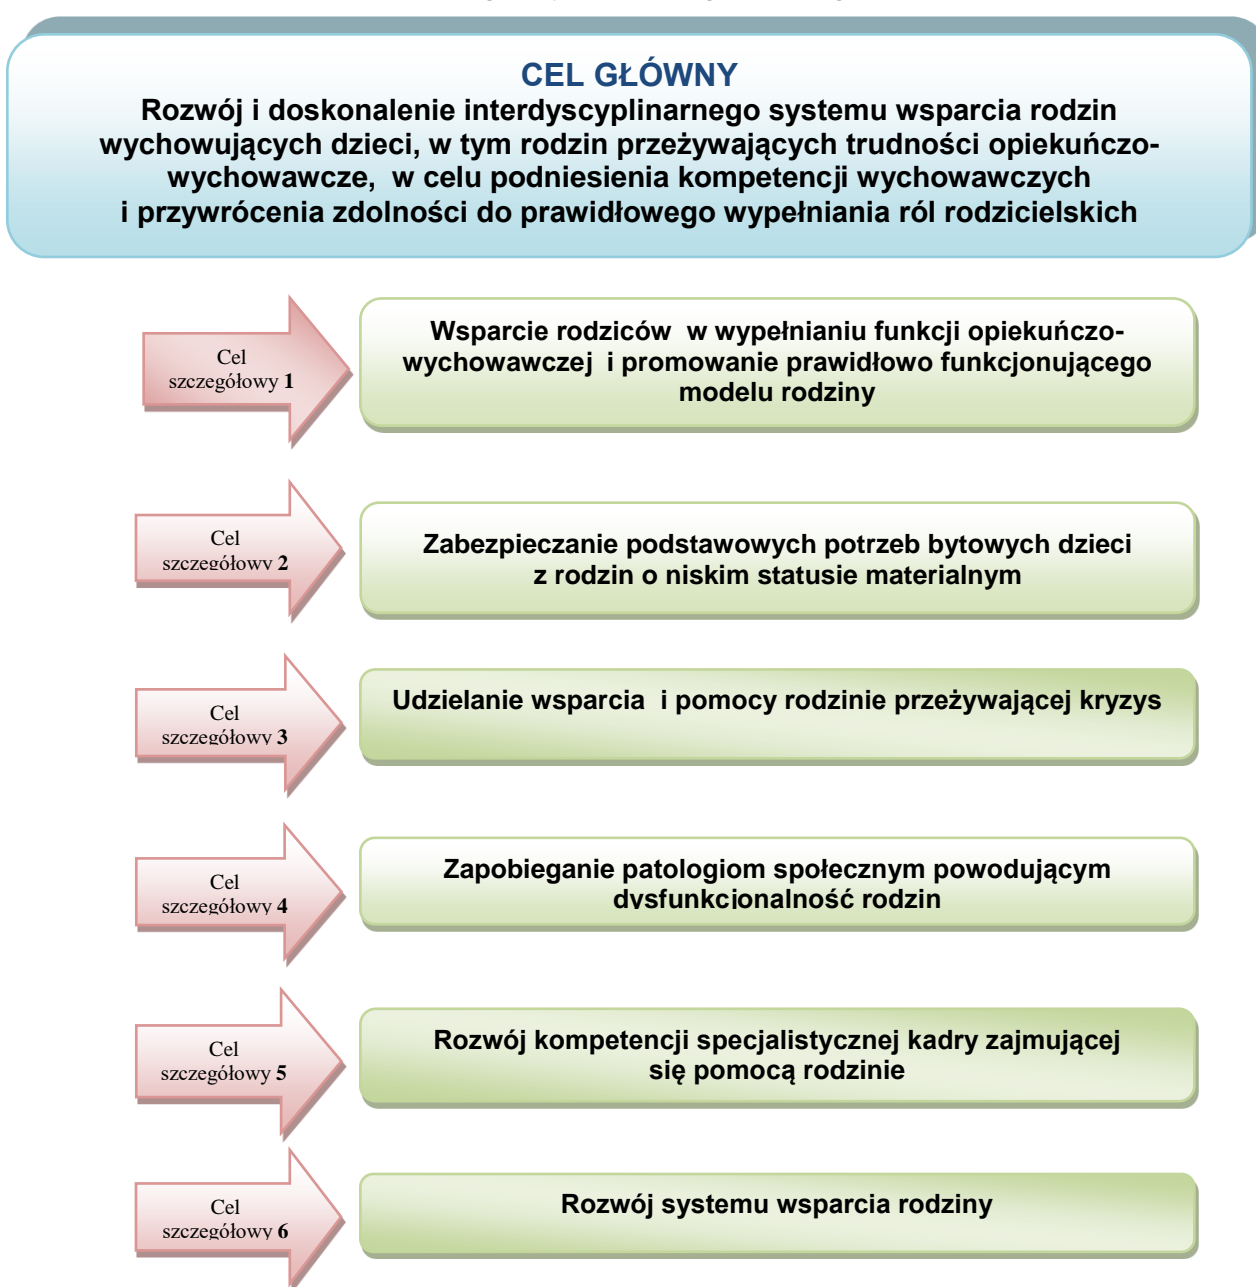 CEL GŁÓWNY
Rozwój i doskonalenie interdyscyplinarnego systemu wsparcia rodzin
wychowujących dzieci, w tym rodzin przeżywających trudności opiekuńczo-
wychowawcze, w celu podniesienia kompetencji wychowawczych
i przywrócenia zdolności do prawidłowego wypełniania ról rodzicielskich
Cel
szczegółowy 1
Wsparcie rodziców w wypełnianiu funkcji opiekuńczo-
wychowawczej i promowanie prawidłowo funkcjonującego
modelu rodziny
Cel
szczegółowy 2
Zabezpieczanie podstawowych potrzeb bytowych dzieci
z rodzin o niskim statusie materialnym
Cel
szczegółowy 3
Udzielanie wsparcia i pomocy rodzinie przeżywającej kryzys
Cel
szczegółowy 4
Zapobieganie patologiom społecznym powodującym
dysfunkcjonalność rodzin
Cel
szczegółowy 5
Rozwój kompetencji specjalistycznej kadry zajmującej
się pomocą rodzinie
Cel
szczegółowy 6
Rozwój systemu wsparcia rodziny